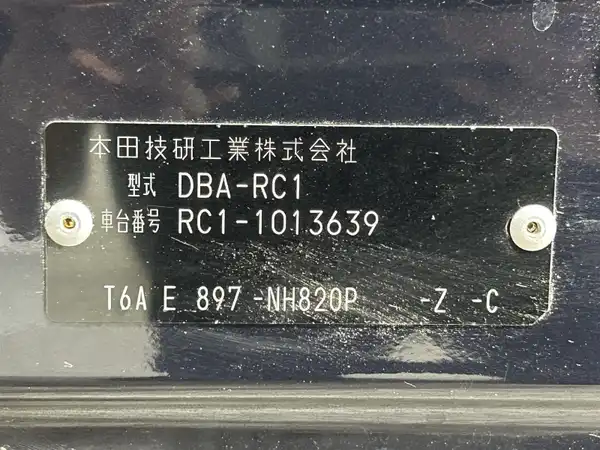 本田技研工業株式会社
型式 DBA-RC1
車台番号 RC1-1013639
T6A E 897 -NH820P -Z -C